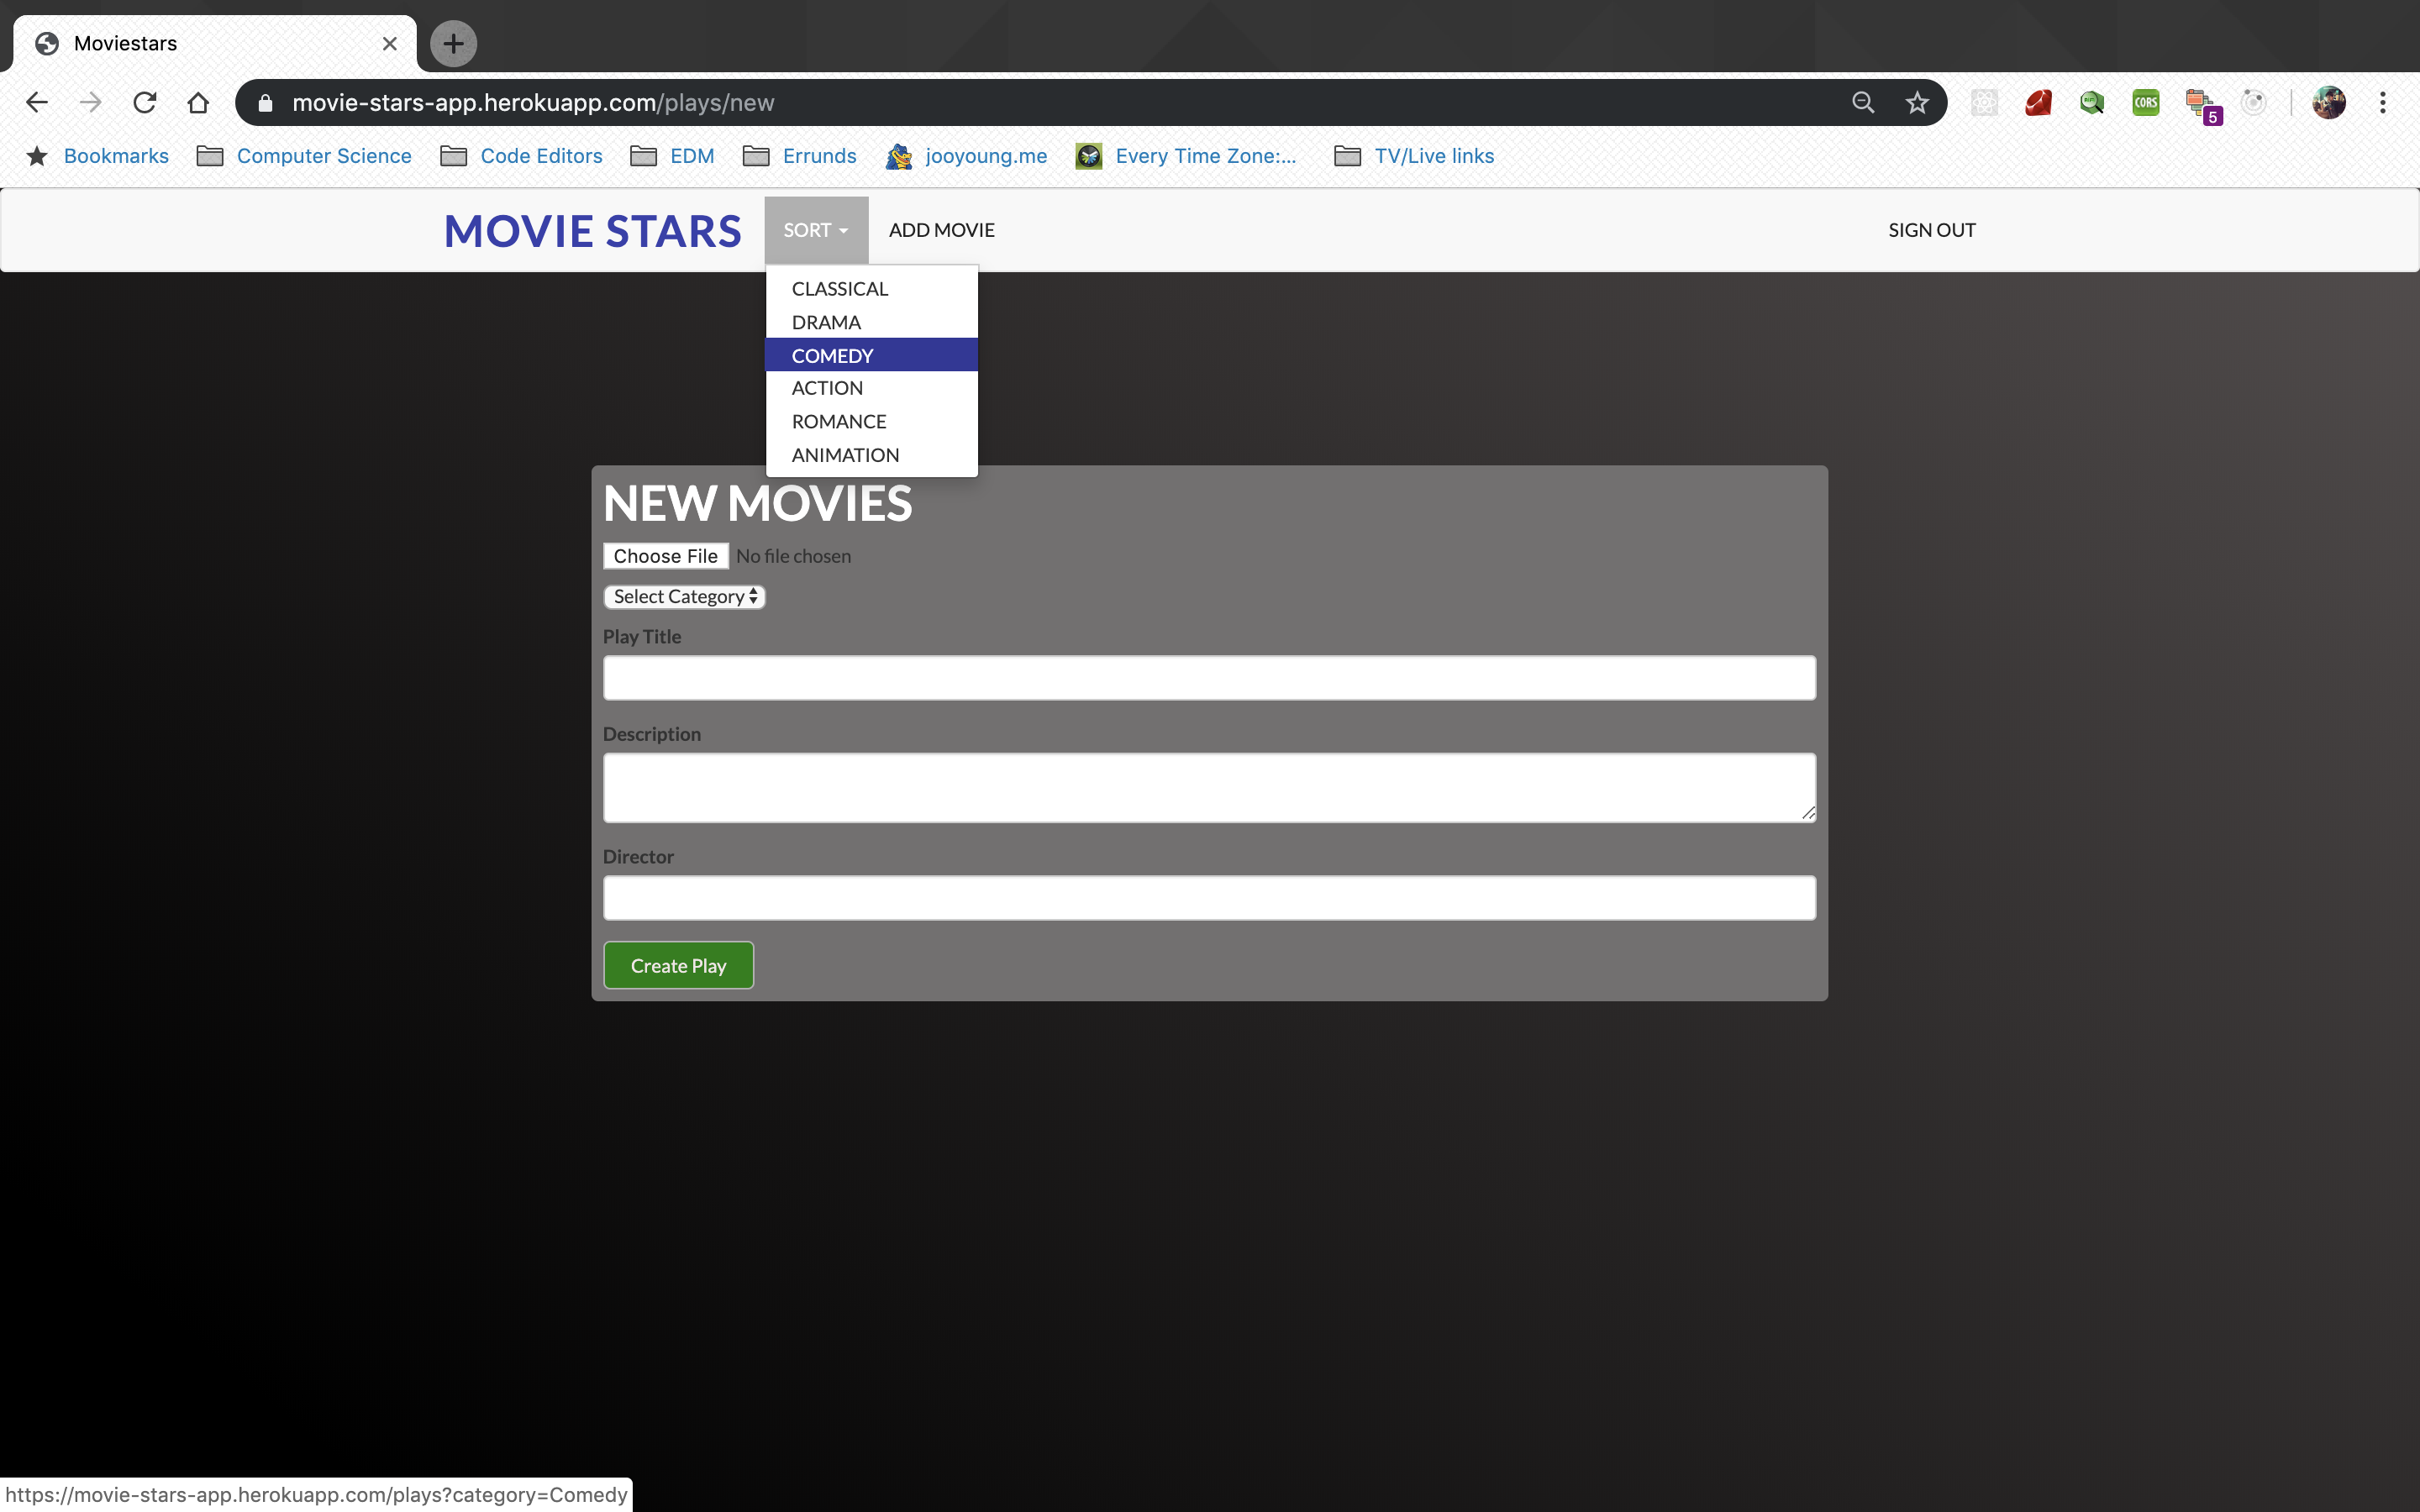 Moviestars
movie-stars-app.herokuapp.com/plays/new
CORS
5
Bookmarks Computer Science Code Editors EDM Errunds jooyoung.me Every Time Zone:... TV/Live links
MOVIE STARS SORT ADD MOVIE SIGN OUT
CLASSICAL
DRAMA
COMEDY
ACTION
ROMANCE
ANIMATION
NEW MOVIES
Choose File No file chosen
Select Category
Play Title
Description
Director
Create Play
https://movie-stars-app.herokuapp.com/plays?category=Comedy